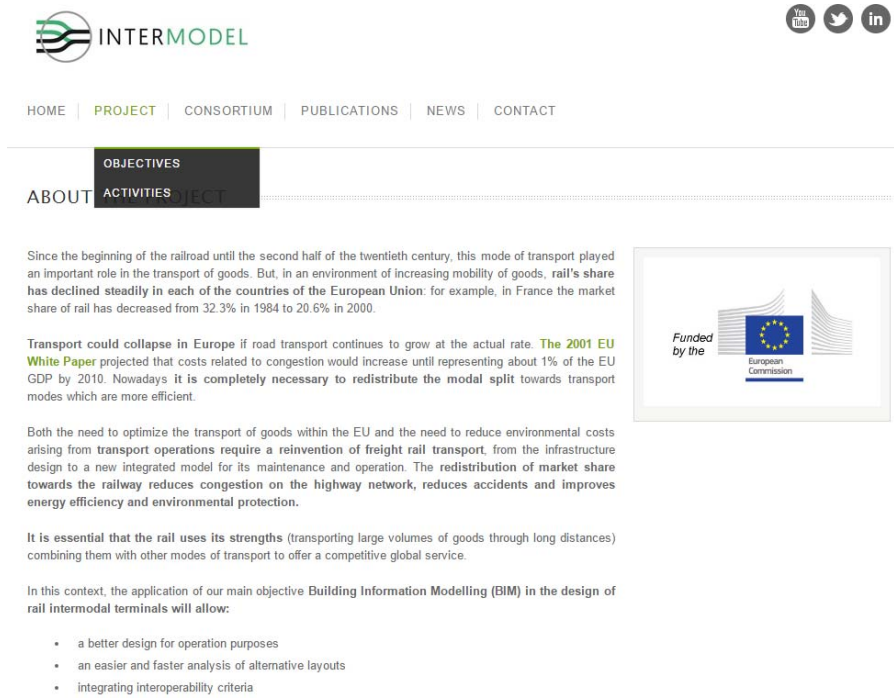 You
Tube
in
INTERMODEL
HOME PROJECT CONSORTIUM PUBLICATIONS NEWS CONTACT
OBJECTIVES
ACTIVITIES
ABOUT THE PROJECT
Since the beginning of the railroad until the second half of the twentieth century, this mode of transport played
an important role in the transport of goods. But, in an environment of increasing mobility of goods, rail's share
has declined steadily in each of the countries of the European Union: for example, in France the market
share of rail has decreased from 32.3% in 1984 to 20.6% in 2000.
Transport could collapse in Europe if road transport continues to grow at the actual rate. The 2001 EU
White Paper projected that costs related to congestion would increase until representing about 1% of the EU
GDP by 2010. Nowadays it is completely necessary to redistribute the modal split towards transport
modes which are more efficient.
Both the need to optimize the transport of goods within the EU and the need to reduce environmental costs
arising from transport operations require a reinvention of freight rail transport, from the infrastructure
design to a new integrated model for its maintenance and operation. The redistribution of market share
towards the railway reduces congestion on the highway network, reduces accidents and improves
energy efficiency and environmental protection.
It is essential that the rail uses its strengths (transporting large volumes of goods through long distances)
combining them with other modes of transport to offer a competitive global service.
In this context, the application of our main objective Building Information Modelling (BIM) in the design of
rail intermodal terminals will allow:
• a better design for operation purposes
• an easier and faster analysis of alternative layouts
• integrating interoperability criteria
Funded
by the
European
Commission